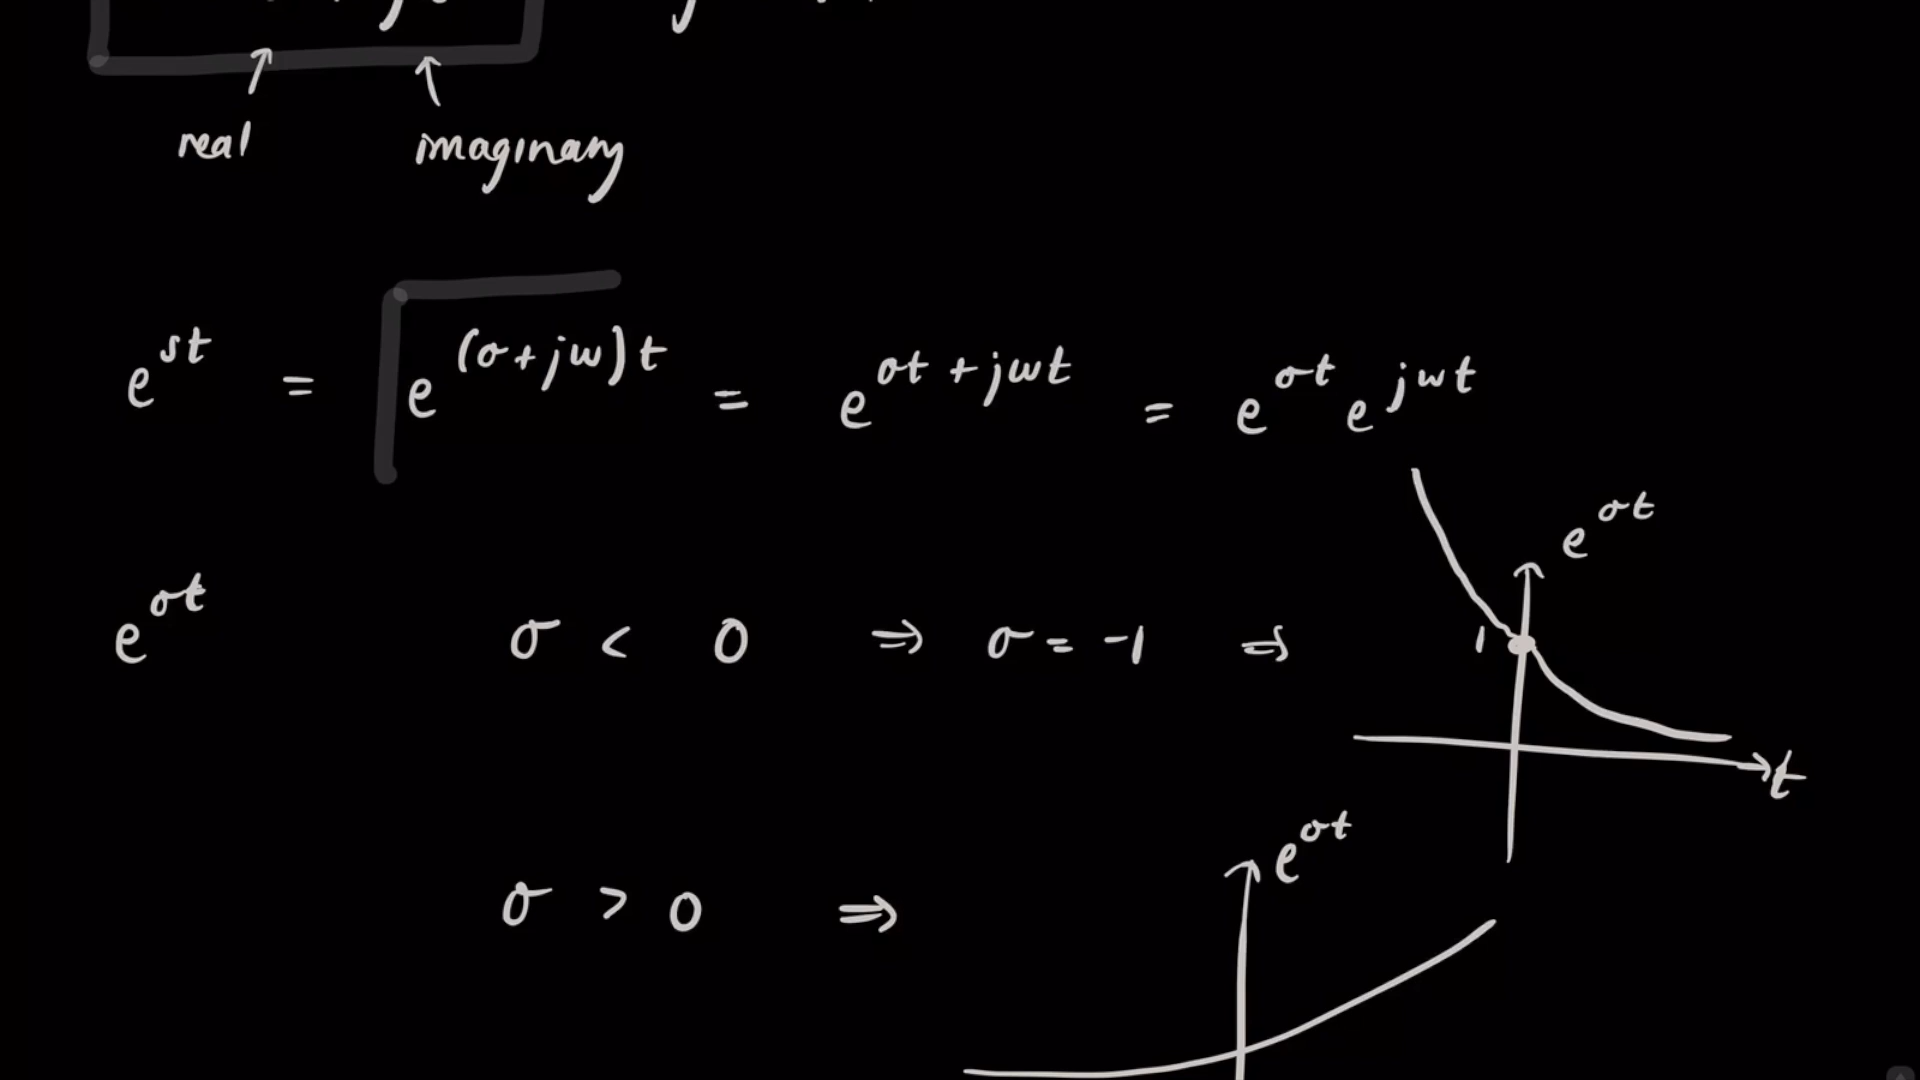 real imaginary
e^{st} = e^{(σ+jω)t} = e^{σt+jωt} = e^{σt} e^{jωt}
e^{σt}
e^{σt} σ < 0 ⇒ σ = -1 ⇒ 1
t
e^{σt}
σ > 0 ⇒